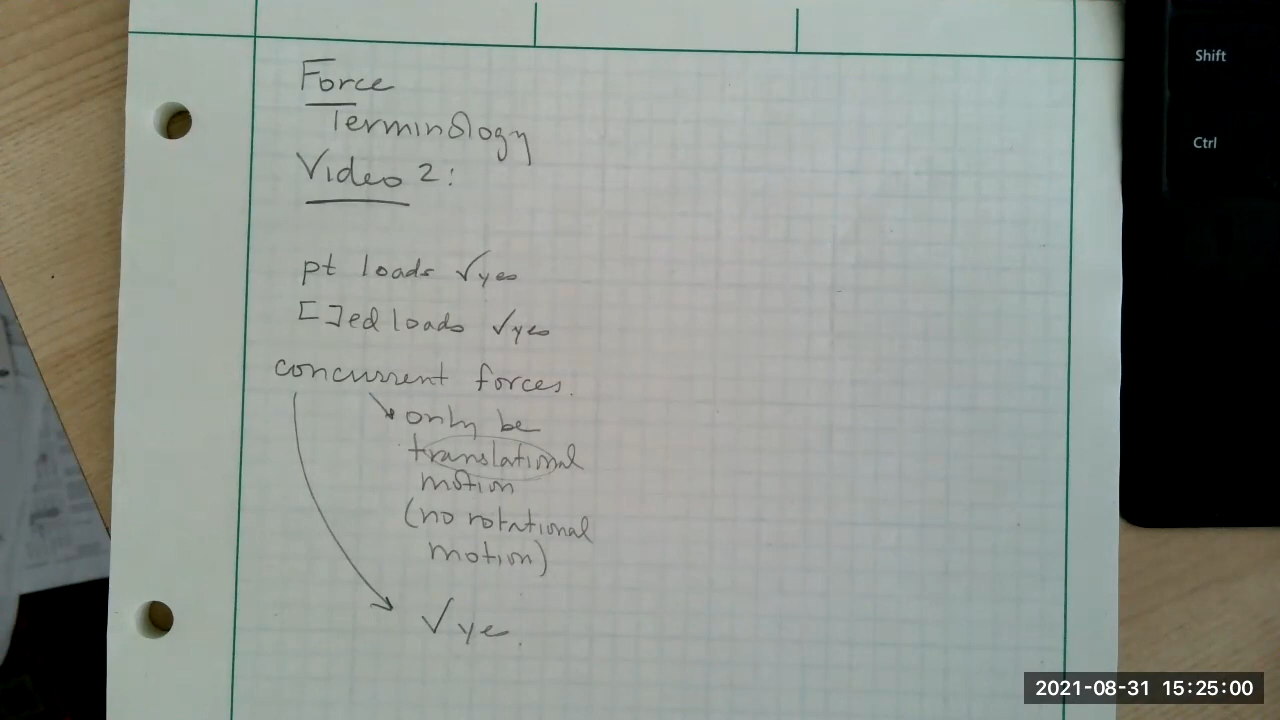 Force
Terminology
Video 2:
pt loads √yes
[ ]ed loads √yes
concurrent forces.
only be
translational
motion
(no rotational
motion)
√ yes.
Shift
Ctrl
2021-08-31 15:25:00